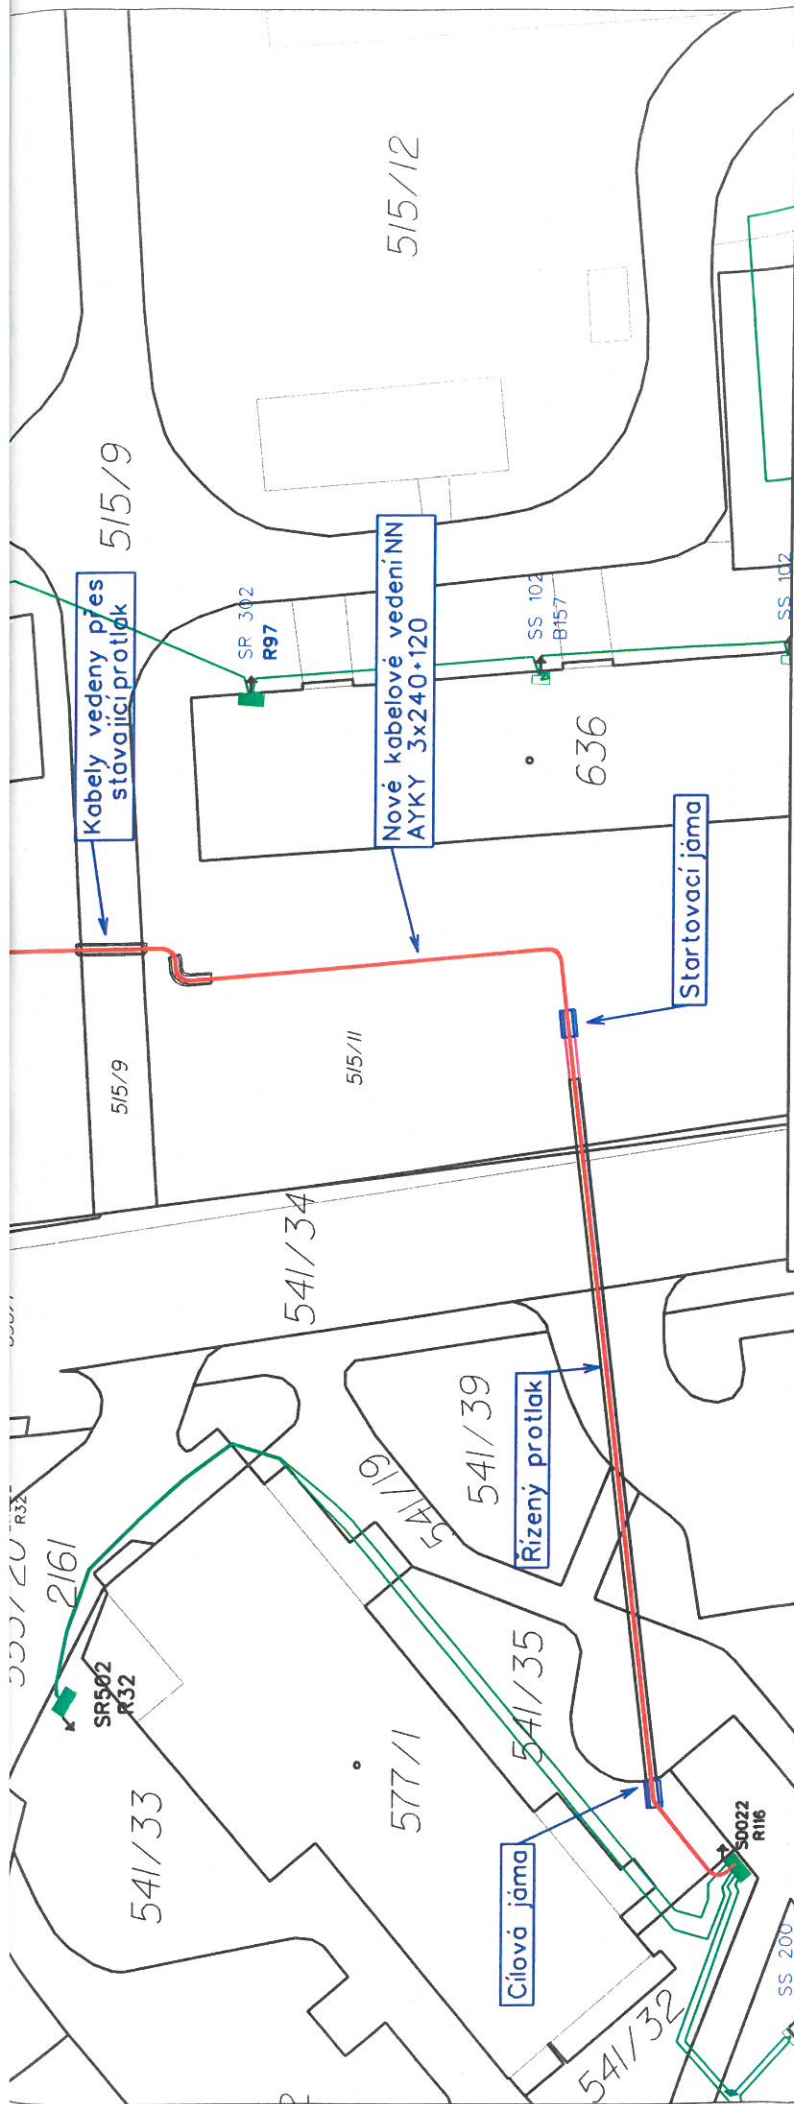 515/12
515/9
Kabely vedeny přes
stávající protlak
SR 302
R97
Nové kabelové vedení NN
AYKY 3x240+120
SS 102
B157
SS 102
636
Startovací jáma
515/9
515/11
541/34
541/39
541/19
Řízený protlak
R32
2161
SR502
R32
541/35
577/1
541/33
Cílová jáma
S0022
R116
SS 200
541/32